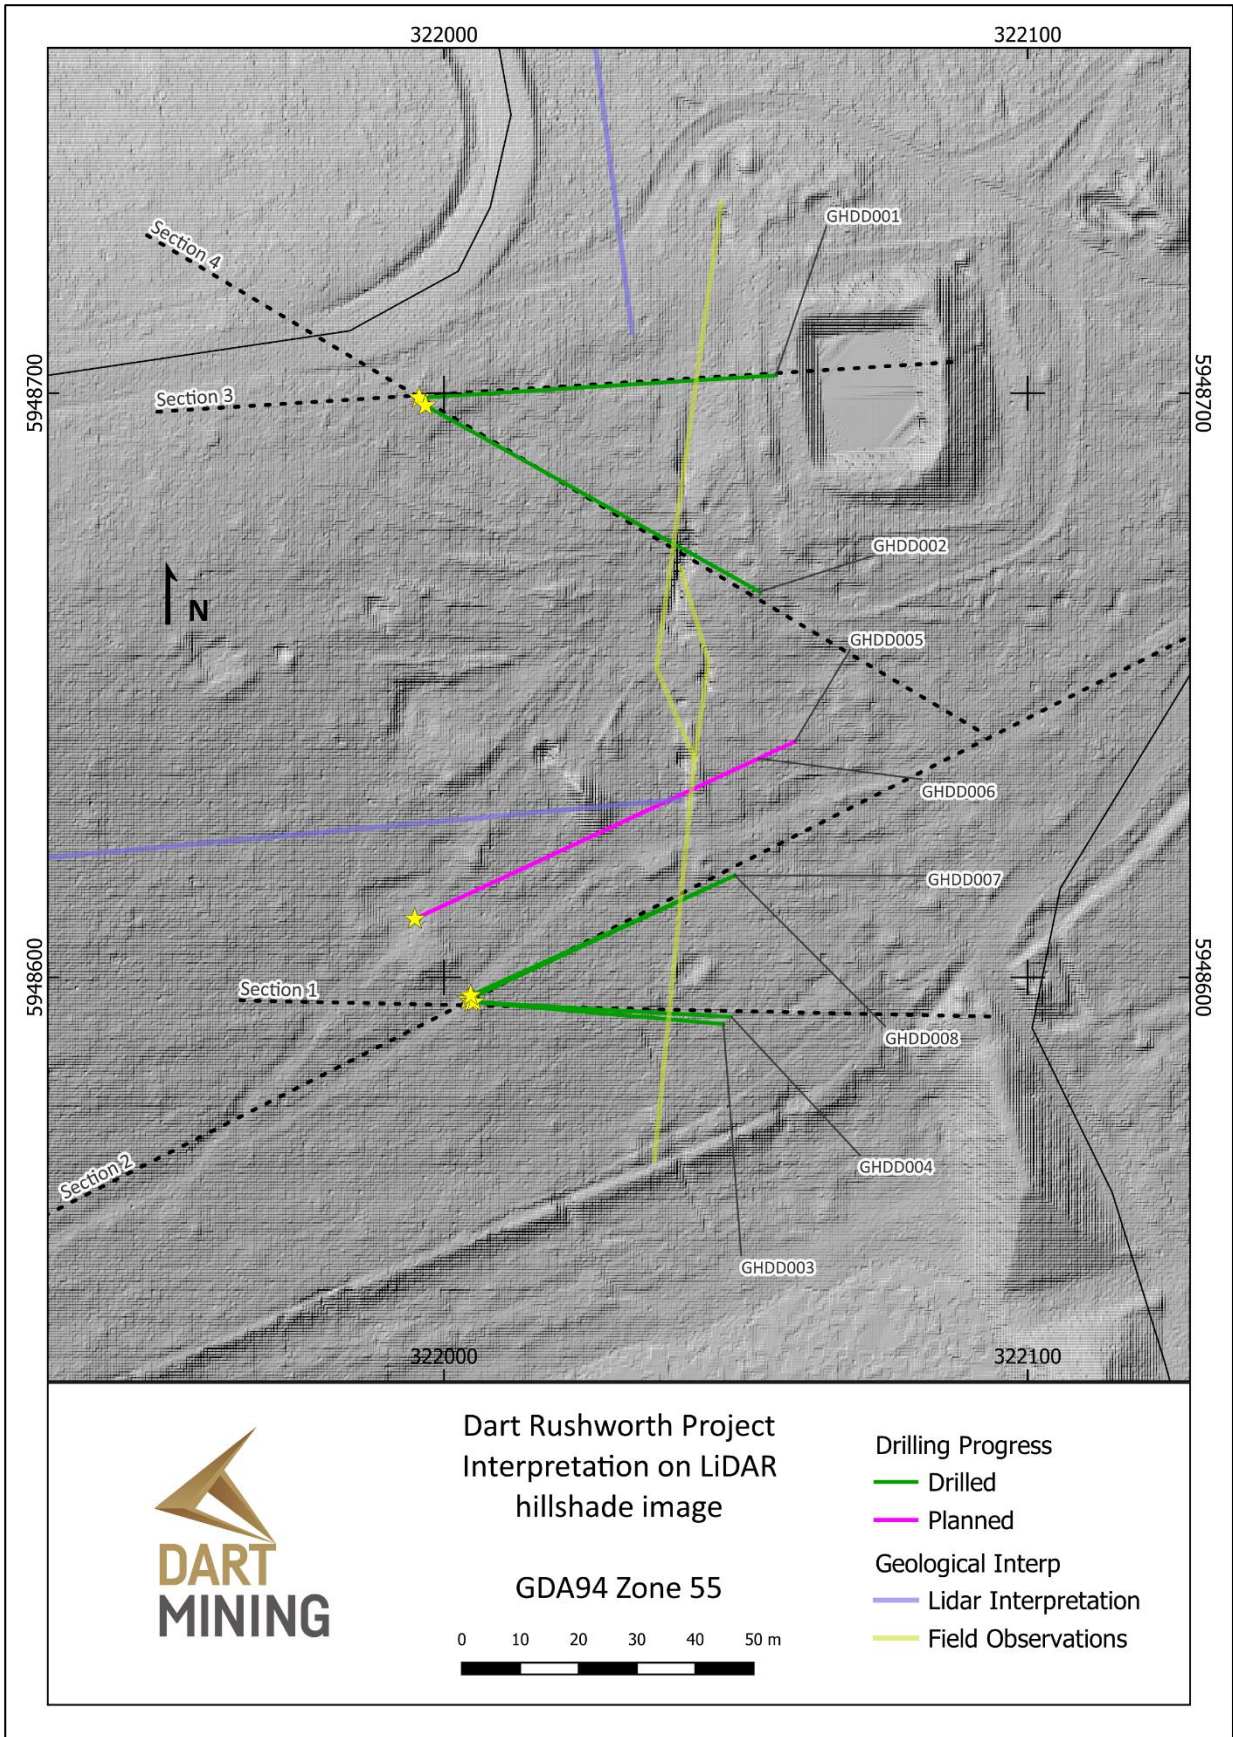 322000
322100
GHDD001
Section 4
5948700
5948700
Section 3
GHDD002
N
GHDD005
GHDD006
GHDD007
5948600
5948600
Section 1
GHDD008
Section 2
GHDD004
GHDD003
322000
322100
Dart Rushworth Project
Interpretation on LiDAR
hillshade image
GDA94 Zone 55
0 10 20 30 40 50 m
DART
MINING
Drilling Progress
Drilled
Planned
Geological Interp
Lidar Interpretation
Field Observations